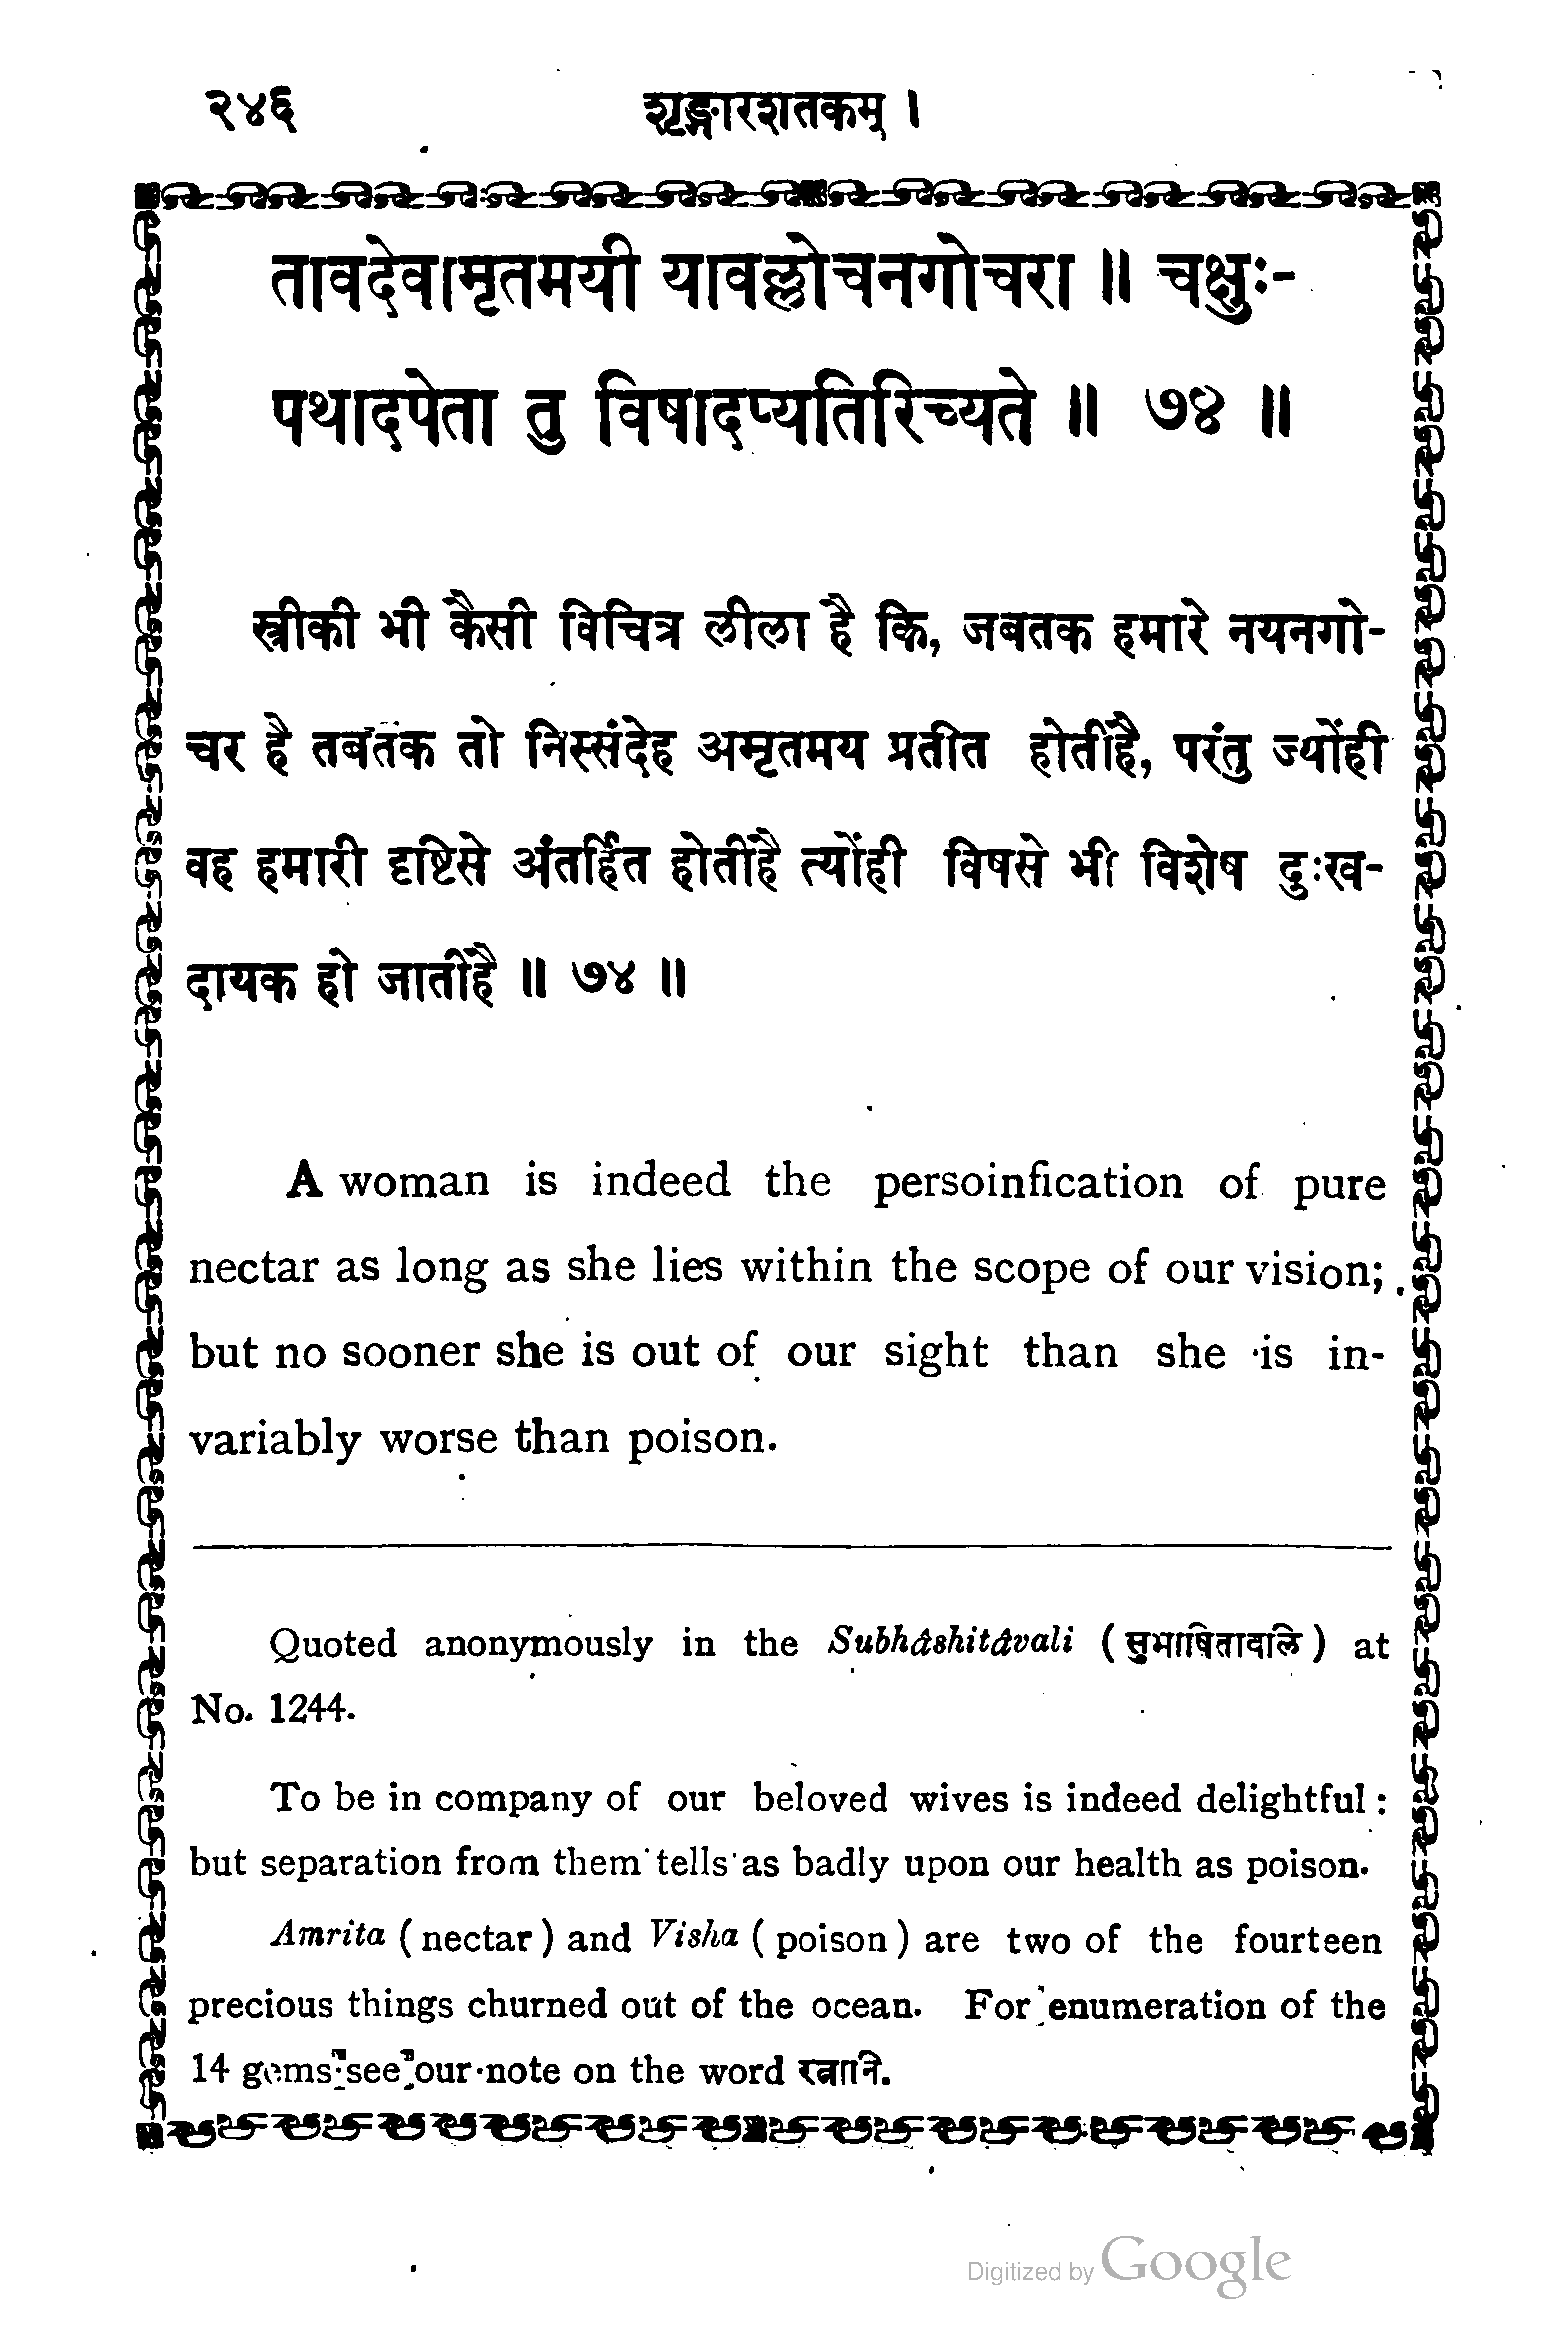 २४६ शृङ्गारशतकम् ।
तावदेवामृतमयी यावल्लोचनगोचरा ॥ चक्षुः-
पथादपेता तु विषादप्यतिरिच्यते ॥ ७४ ॥
स्त्रीकी भी कैसी विचित्र लीला है कि, जबतक हमारे नयनगो-
चर है तबतक तो निस्संदेह अमृतमय प्रतीत होतीहै, परंतु ज्योंही
वह हमारी दृष्टिसे अंतर्हित होतीहै त्योंही विषसे भी विशेष दुःख-
दायक हो जातीहै ॥ ७४ ॥
A woman is indeed the persoinfication of pure
nectar as long as she lies within the scope of our vision;
but no sooner she is out of our sight than she is in-
variably worse than poison.
Quoted anonymously in the Subhâshitâvali ( सुभाषितावलि ) at
No. 1244.
To be in company of our beloved wives is indeed delightful :
but separation from them tells as badly upon our health as poison.
Amrita ( nectar ) and Visha ( poison ) are two of the fourteen
precious things churned out of the ocean. For enumeration of the
14 gems see our note on the word रत्नानि.
Digitized by Google